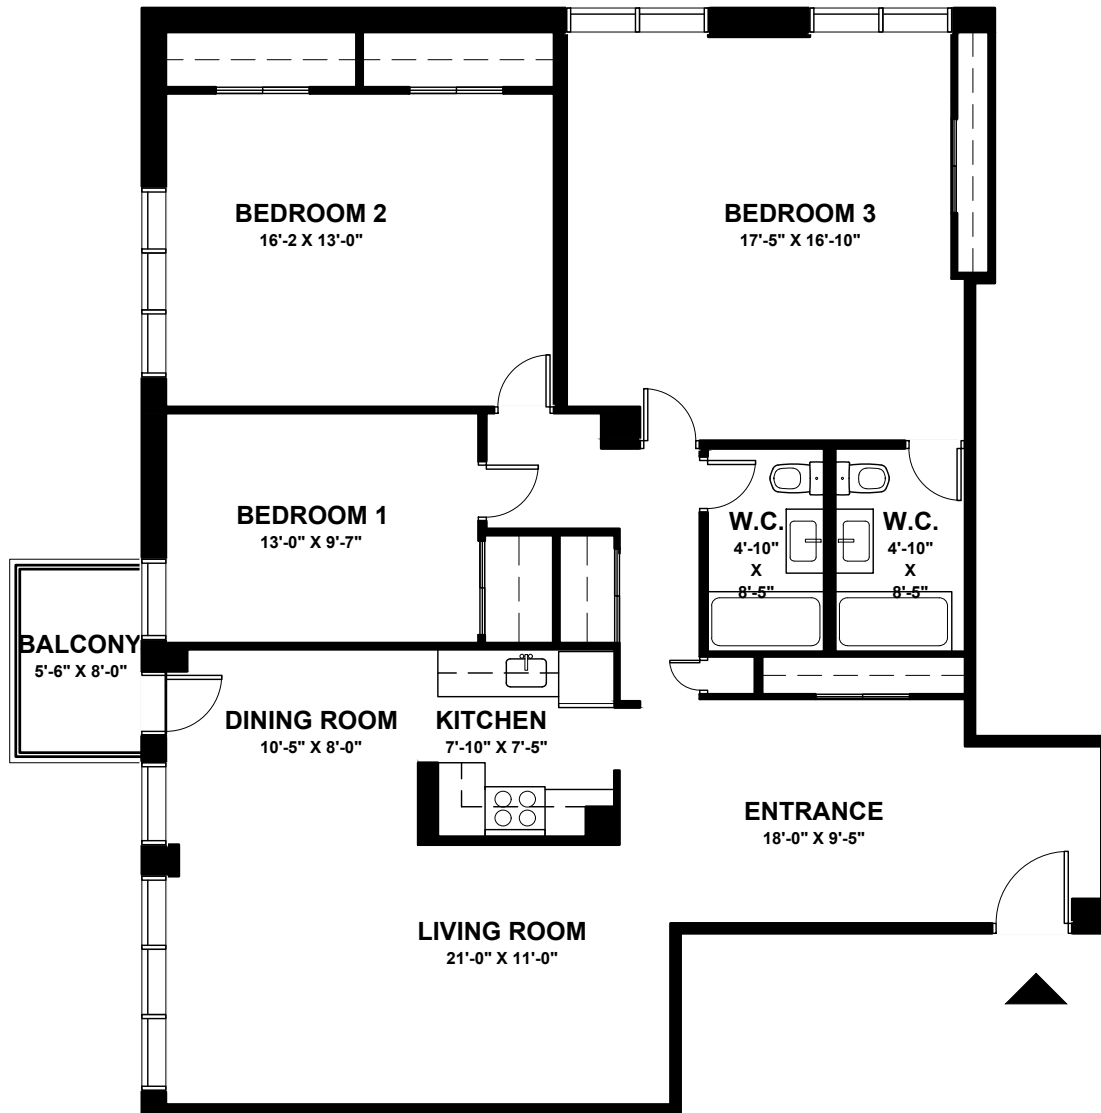 BEDROOM 2
16'-2 X 13'-0"
BEDROOM 3
17'-5" X 16'-10"
BEDROOM 1
13'-0" X 9'-7"
W.C.
4'-10"
X
8'-5"
W.C.
4'-10"
X
8'-5"
BALCONY
5'-6" X 8'-0"
DINING ROOM
10'-5" X 8'-0"
KITCHEN
7'-10" X 7'-5"
ENTRANCE
18'-0" X 9'-5"
LIVING ROOM
21'-0" X 11'-0"